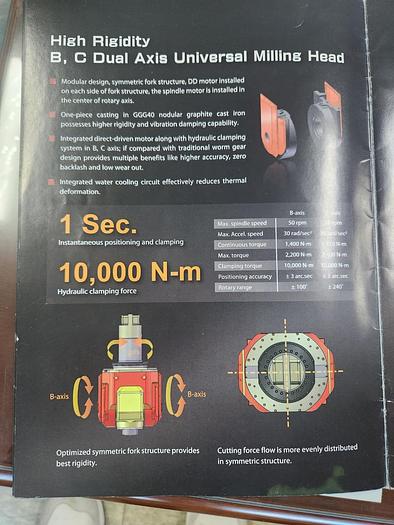 High Rigidity
B, C Dual Axis Universal Milling Head
Modular design, symmetric fork structure, DD motor installed
on each side of fork structure, the spindle motor is installed in
the center of rotary axis.
One-piece casting in GGG40 nodular graphite cast iron
possesses higher rigidity and vibration damping capability.
Integrated direct-driven motor along with hydraulic clamping
system in B, C axis; if compared with traditional worm gear
design provides multiple benefits like higher accuracy, zero
backlash and low wear out.
Integrated water cooling circuit effectively reduces thermal
deformation.
1 Sec.
Instantaneous positioning and clamping
10,000 N-m
Hydraulic clamping force
B-axis
Max. spindle speed 50 rpm
Max. Accel. speed 30 rad/sec²
Continuous torque 1,400 N-m
Max. torque 2,200 N-m
Clamping torque 10,000 N-m
Positioning accuracy ± 3 arc.sec ± 3 arc.sec
Rotary range ± 100° ± 240°
B-axis
B-axis
Optimized symmetric fork structure provides
best rigidity.
Cutting force flow is more evenly distributed
in symmetric structure.